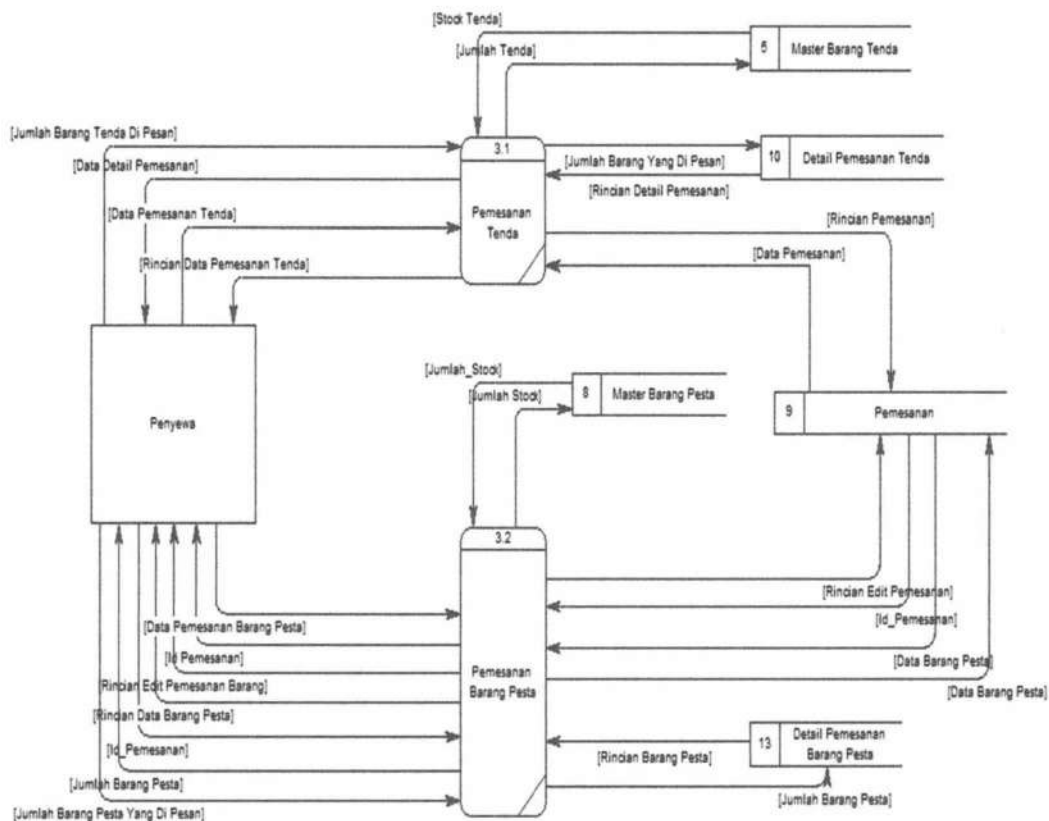 [Stock Tenda]
[Jumlah Tenda]
5 Master Barang Tenda
[Jumlah Barang Tenda Di Pesan]
3.1
[Data Detail Pemesanan]
[Jumlah Barang Yang Di Pesan]
10 Detail Pemesanan Tenda
[Rincian Detail Pemesanan]
Pemesanan
Tenda
[Data Pemesanan Tenda]
[Rincian Pemesanan]
[Rincian Data Pemesanan Tenda]
[Data Pemesanan]
Penyewa
[Jumlah_Stock]
[Jumlah Stock]
8 Master Barang Pesta
9 Pemesanan
3.2
[Rincian Edit Pemesanan]
[Data Pemesanan Barang Pesta]
[Id_Pemesanan]
[Id Pemesanan]
Pemesanan
Barang Pesta
[Data Barang Pesta]
[Rincian Edit Pemesanan Barang]
[Data Barang Pesta]
[Rincian Data Barang Pesta]
13 Detail Pemesanan
Barang Pesta
[Id_Pemesanan]
[Rincian Barang Pesta]
[Jumlah Barang Pesta]
[Jumlah Barang Pesta]
[Jumlah Barang Pesta Yang Di Pesan]